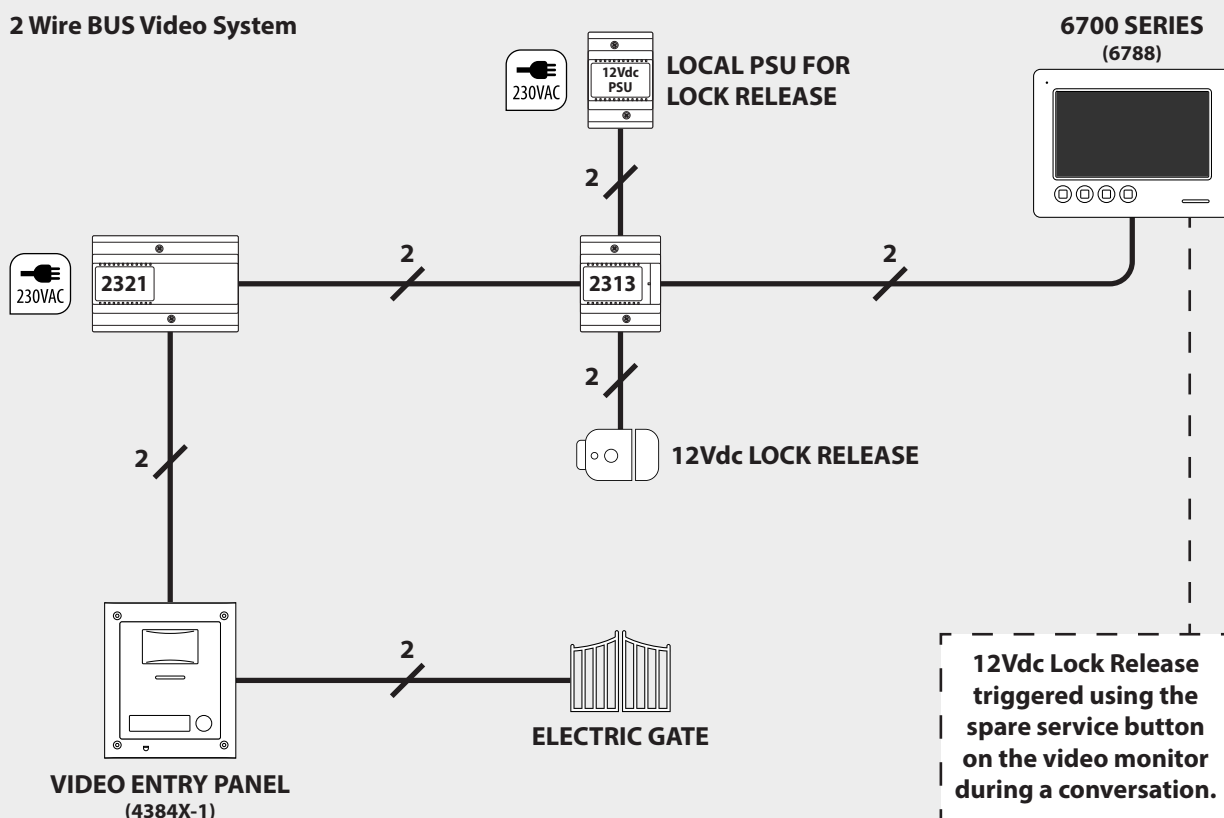 2 Wire BUS Video System
6700 SERIES
(6788)
230VAC
12Vdc
PSU
LOCAL PSU FOR
LOCK RELEASE
2
230VAC
2321
2
2313
2
2
12Vdc LOCK RELEASE
2
2
ELECTRIC GATE
VIDEO ENTRY PANEL
(4384X-1)
12Vdc Lock Release
triggered using the
spare service button
on the video monitor
during a conversation.